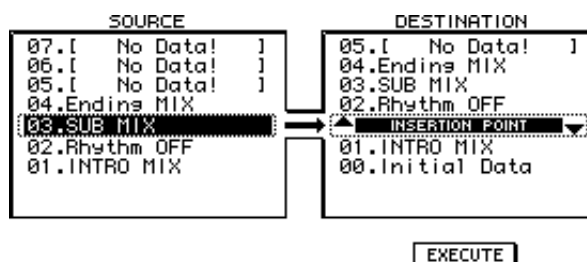 SOURCE
07.[ No Data! ]
06.[ No Data! ]
05.[ No Data! ]
04.Ending MIX
03.SUB MIX
02.Rhythm OFF
01.INTRO MIX
DESTINATION
05.[ No Data! ]
04.Ending MIX
03.SUB MIX
02.Rhythm OFF
INSERTION POINT
01.INTRO MIX
00.Initial Data
EXECUTE